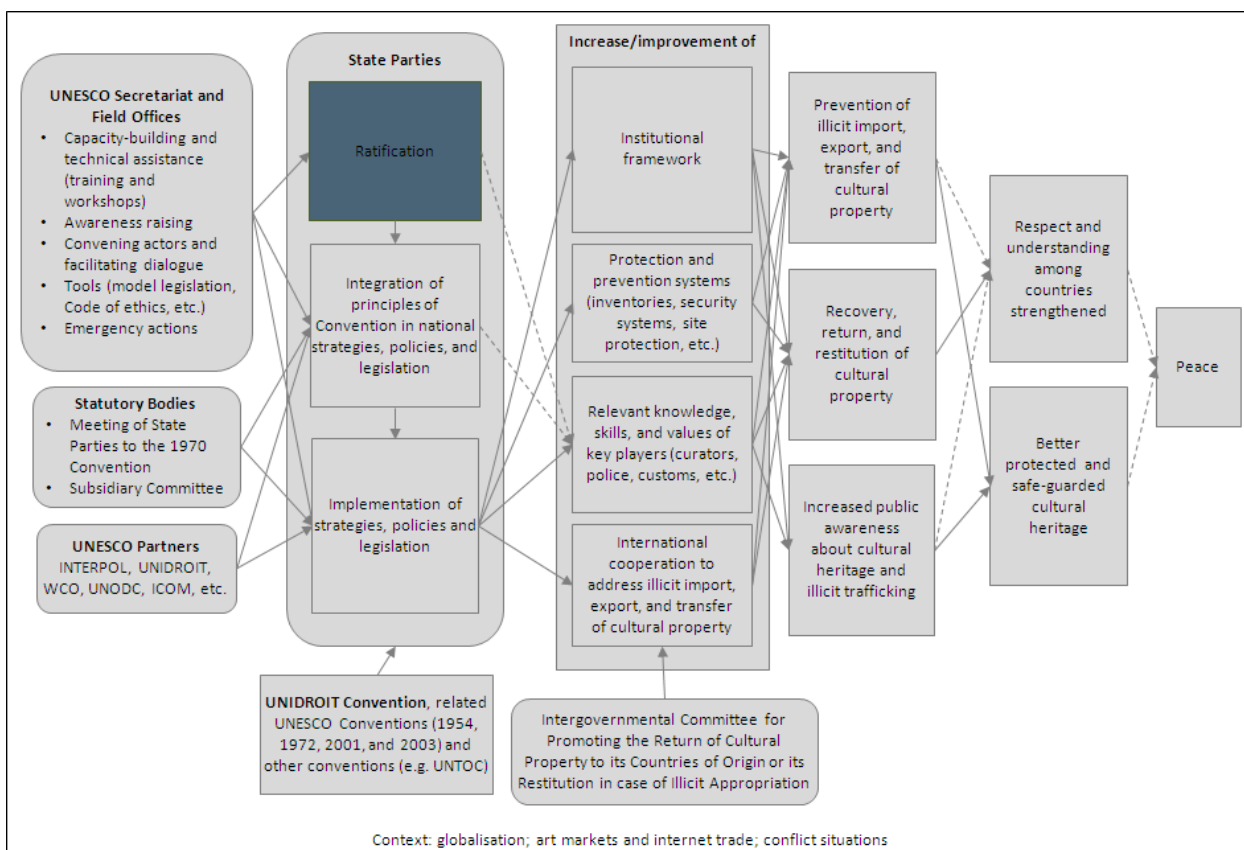 UNESCO Secretariat and
Field Offices
• Capacity-building and
technical assistance
(training and
workshops)
• Awareness raising
• Convening actors and
facilitating dialogue
• Tools (model legislation,
Code of ethics, etc.)
• Emergency actions
Statutory Bodies
• Meeting of State
Parties to the 1970
Convention
• Subsidiary Committee
UNESCO Partners
INTERPOL, UNIDROIT,
WCO, UNODC, ICOM, etc.
State Parties
Ratification
Integration of
principles of
Convention in national
strategies, policies, and
legislation
Implementation of
strategies, policies and
legislation
UNIDROIT Convention, related
UNESCO Conventions (1954,
1972, 2001, and 2003) and
other conventions (e.g. UNTOC)
Increase/improvement of
Institutional
framework
Protection and
prevention systems
(inventories, security
systems, site
protection, etc.)
Relevant knowledge,
skills, and values of
key players (curators,
police, customs, etc.)
International
cooperation to
address illicit import,
export, and transfer
of cultural property
Intergovernmental Committee for
Promoting the Return of Cultural
Property to its Countries of Origin or its
Restitution in case of Illicit Appropriation
Prevention of
illicit import,
export, and
transfer of
cultural
property
Recovery,
return, and
restitution of
cultural
property
Increased public
awareness
about cultural
heritage and
illicit trafficking
Respect and
understanding
among
countries
strengthened
Better
protected and
safe-guarded
cultural
heritage
Peace
Context: globalisation; art markets and internet trade; conflict situations